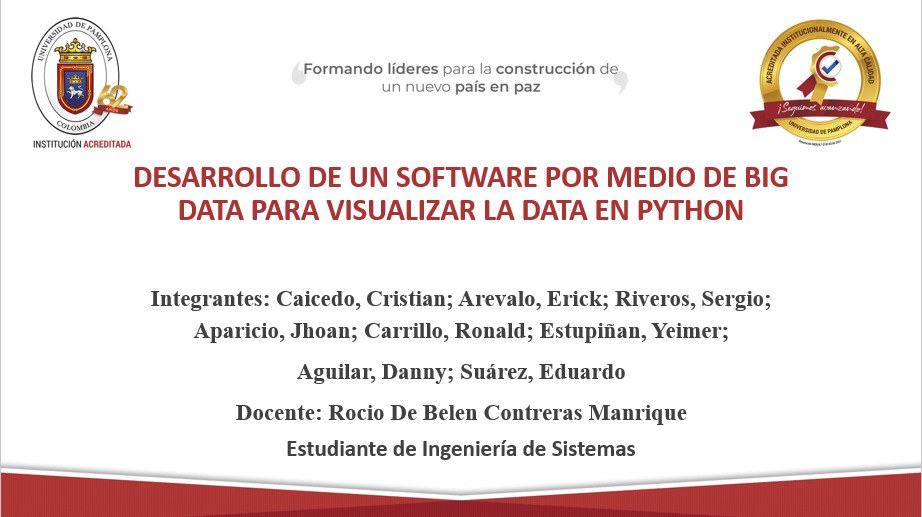 UNIVERSIDAD DE PAMPLONA
COLOMBIA
62
AÑOS
INSTITUCIÓN ACREDITADA
Formando líderes para la construcción de
un nuevo país en paz
ACREDITADA INSTITUCIONALMENTE EN ALTA CALIDAD
¡Seguimos avanzando!
UNIVERSIDAD DE PAMPLONA
DESARROLLO DE UN SOFTWARE POR MEDIO DE BIG
DATA PARA VISUALIZAR LA DATA EN PYTHON
Integrantes: Caicedo, Cristian; Arevalo, Erick; Riveros, Sergio;
Aparicio, Jhoan; Carrillo, Ronald; Estupiñan, Yeimer;
Aguilar, Danny; Suárez, Eduardo
Docente: Rocio De Belen Contreras Manrique
Estudiante de Ingeniería de Sistemas